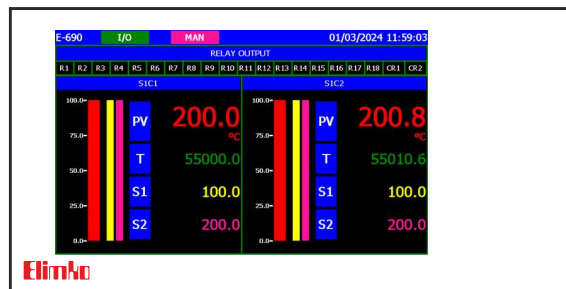 E-690 I/O MAN 01/03/2024 11:59:03
RELAY OUTPUT
R1 R2 R3 R4 R5 R6 R7 R8 R9 R10 R11 R12 R13 R14 R15 R16 R17 R18 CR1 CR2
S1C1
100.0-
75.0-
50.0-
25.0-
0.0-
PV 200.0
ºC
T 55000.0
S1 100.0
S2 200.0
S1C2
100.0-
75.0-
50.0-
25.0-
0.0-
PV 200.8
ºC
T 55010.6
S1 100.0
S2 200.0
Elimko